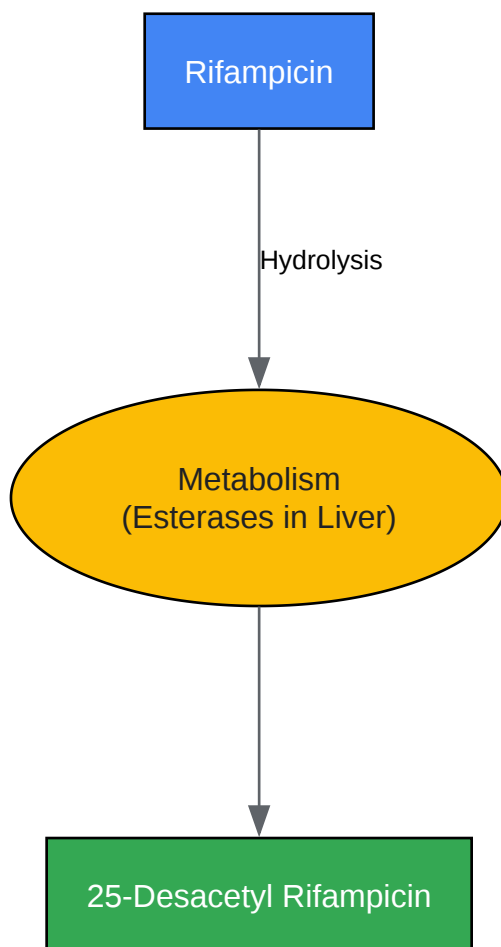 Rifampicin
Hydrolysis
Metabolism
(Esterases in Liver)
25-Desacetyl Rifampicin